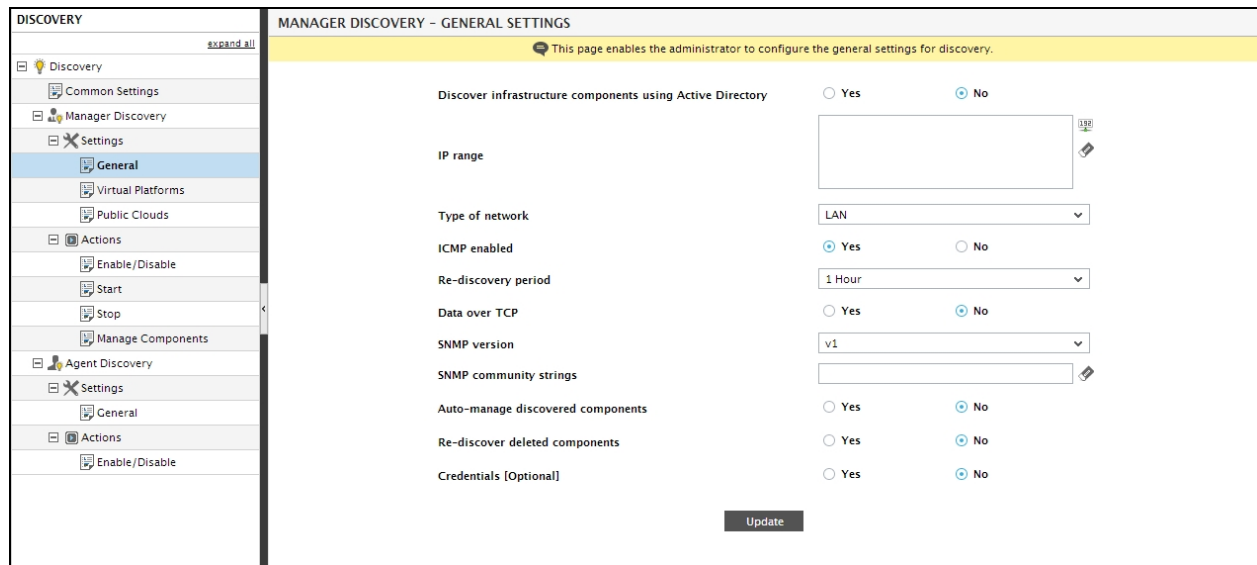 DISCOVERY
expand all
Discovery
Common Settings
Manager Discovery
Settings
General
Virtual Platforms
Public Clouds
Actions
Enable/Disable
Start
Stop
Manage Components
Agent Discovery
Settings
General
Actions
Enable/Disable
MANAGER DISCOVERY - GENERAL SETTINGS
This page enables the administrator to configure the general settings for discovery.
Discover infrastructure components using Active Directory Yes No
IP range
192
Type of network LAN
ICMP enabled Yes No
Re-discovery period 1 Hour
Data over TCP Yes No
SNMP version v1
SNMP community strings
Auto-manage discovered components Yes No
Re-discover deleted components Yes No
Credentials [Optional] Yes No
Update